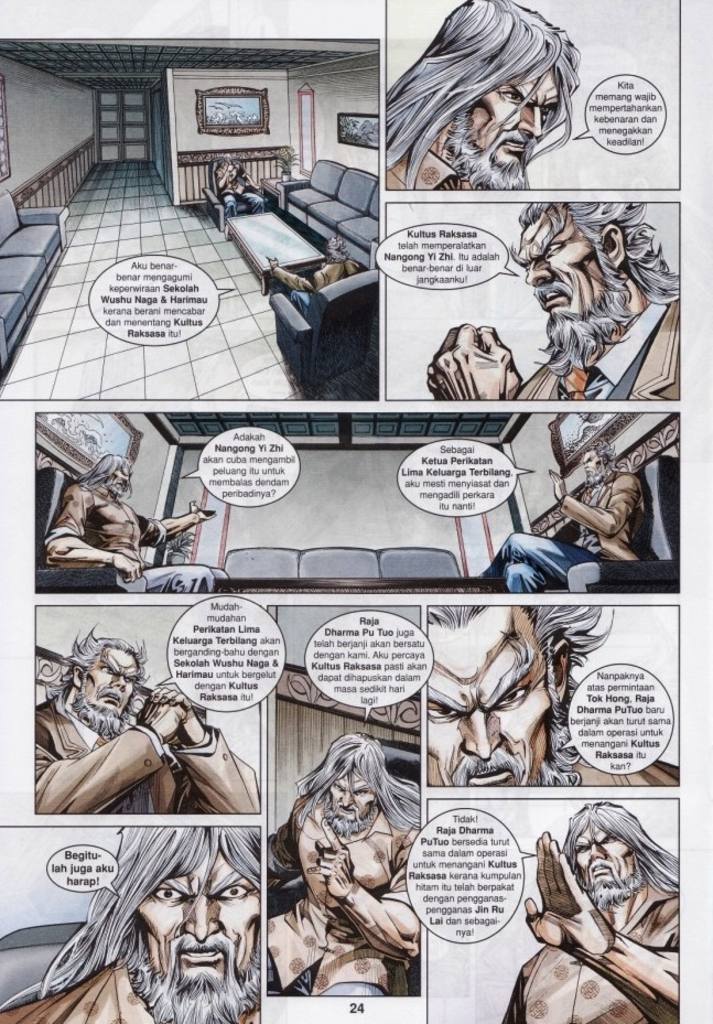 Aku benar-
benar mengagumi
keperwiraan Sekolah
Wushu Naga & Harimau
kerana berani mencabar
dan menentang Kultus
Raksasa itu!
Kita
memang wajib
mempertahankan
kebenaran dan
menegakkan
keadilan!
Kultus Raksasa
telah memperalatkan
Nangong Yi Zhi. Itu adalah
benar-benar di luar
jangkaanku!
Adakah
Nangong Yi Zhi
akan cuba mengambil
peluang itu untuk
membalas dendam
peribadinya?
Sebagai
Ketua Perikatan
Lima Keluarga Terbilang,
aku mesti menyiasat dan
mengadili perkara
itu nanti!
Mudah-
mudahan
Perikatan Lima
Keluarga Terbilang akan
berganding-bahu dengan
Sekolah Wushu Naga &
Harimau untuk bergelut
dengan Kultus
Raksasa itu!
Raja
Dharma Pu Tuo juga
telah berjanji akan bersatu
dengan kami. Aku percaya
Kultus Raksasa pasti akan
dapat dihapuskan dalam
masa sedikit hari
lagi!
Nanpaknya
atas permintaan
Tok Hong, Raja
Dharma PuTuo baru
berjanji akan turut sama
dalam operasi untuk
menangani Kultus
Raksasa itu
kan?
Begitu-
lah juga aku
harap!
Tidak!
Raja Dharma
PuTuo bersedia turut
sama dalam operasi
untuk menangani Kultus
Raksasa kerana kumpulan
hitam itu telah berpakat
dengan pengganas-
pengganas Jin Ru
Lai dan sebagai-
nya!
24